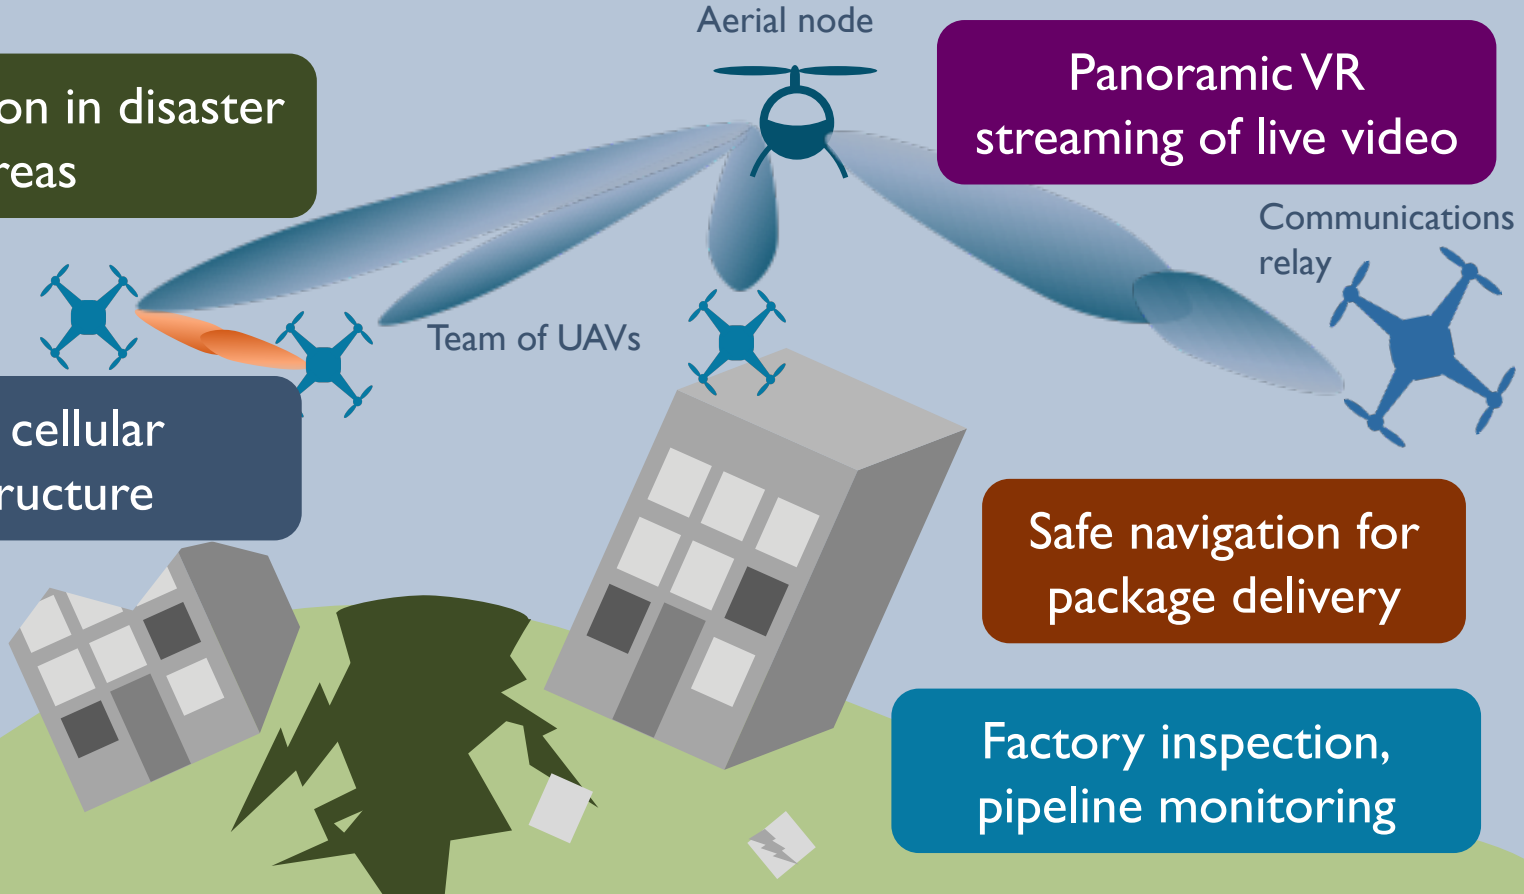 Aerial node
on in disaster
reas
Panoramic VR
streaming of live video
Communications
relay
Team of UAVs
cellular
ructure
Safe navigation for
package delivery
Factory inspection,
pipeline monitoring